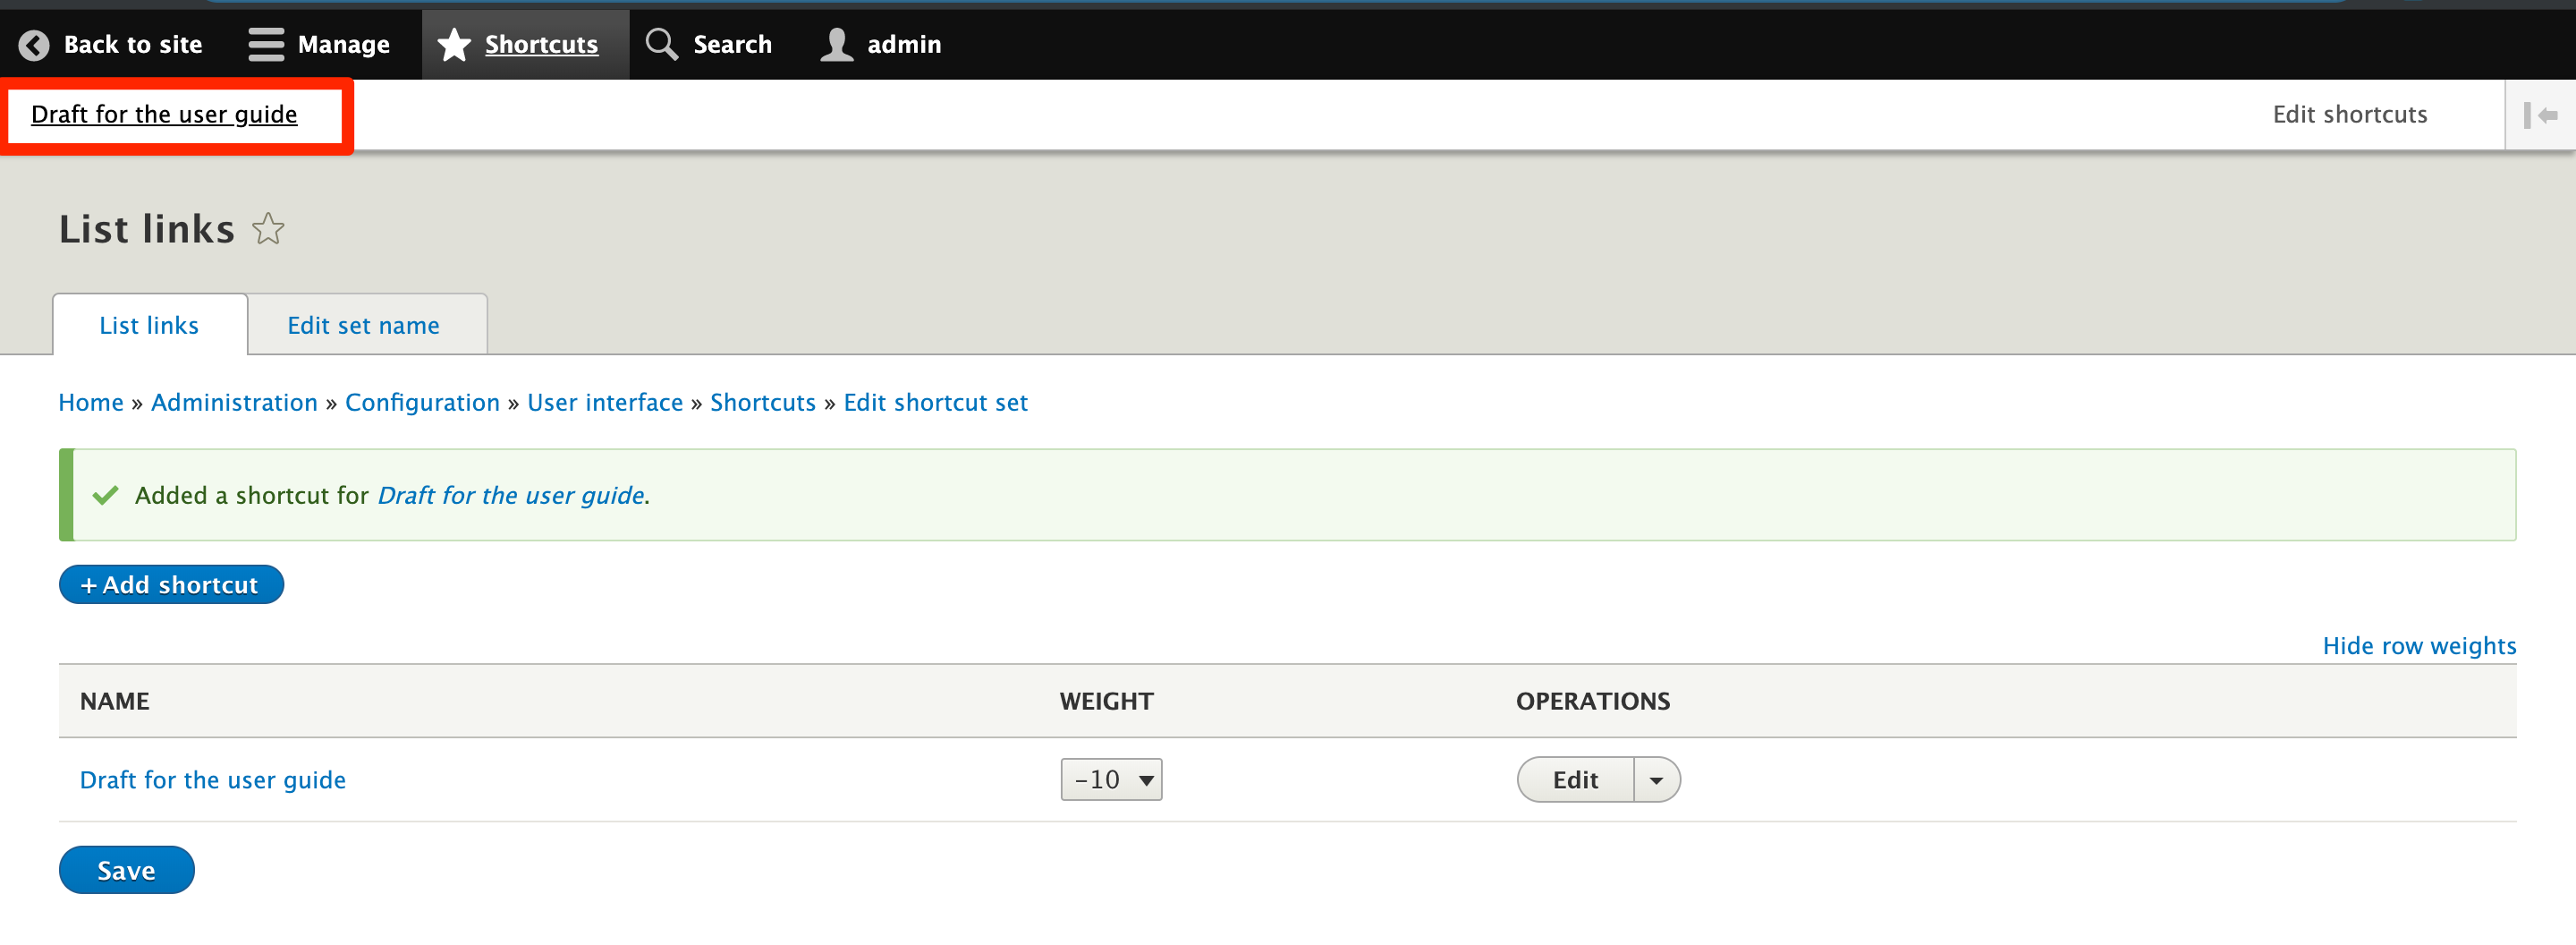 Back to site Manage Shortcuts Search admin
Draft for the user guide Edit shortcuts
List links
List links Edit set name
Home » Administration » Configuration » User interface » Shortcuts » Edit shortcut set
Added a shortcut for Draft for the user guide.
+ Add shortcut
Hide row weights
NAME WEIGHT OPERATIONS
Draft for the user guide -10 Edit
Save